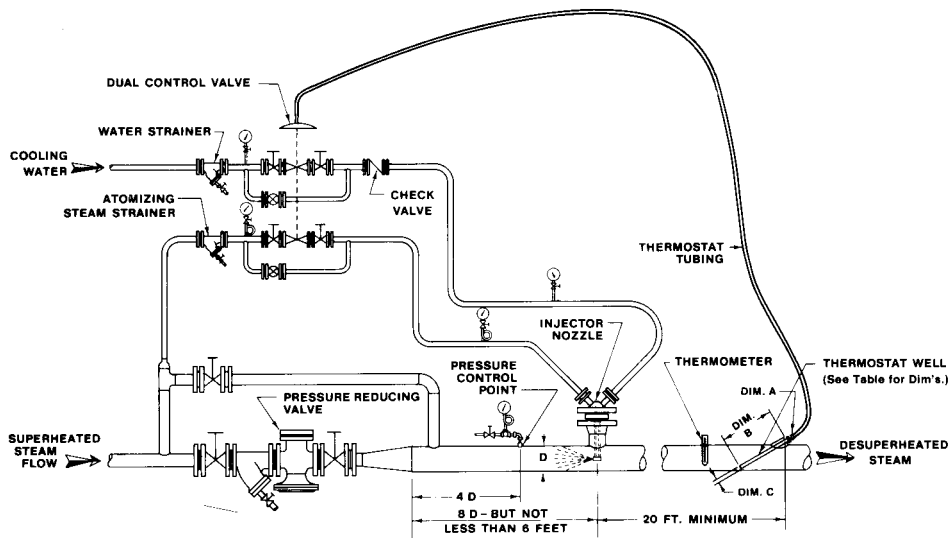 DUAL CONTROL VALVE
WATER STRAINER
COOLING
WATER
ATOMIZING
STEAM STRAINER
CHECK
VALVE
THERMOSTAT
TUBING
INJECTOR
NOZZLE
PRESSURE
CONTROL
POINT
THERMOMETER
THERMOSTAT WELL
(See Table for Dim's.)
DIM. A
DIM.
B
PRESSURE REDUCING
VALVE
SUPERHEATED
STEAM
FLOW
D
DESUPERHEATED
STEAM
DIM. C
4 D
8 D - BUT NOT
LESS THAN 6 FEET
20 FT. MINIMUM